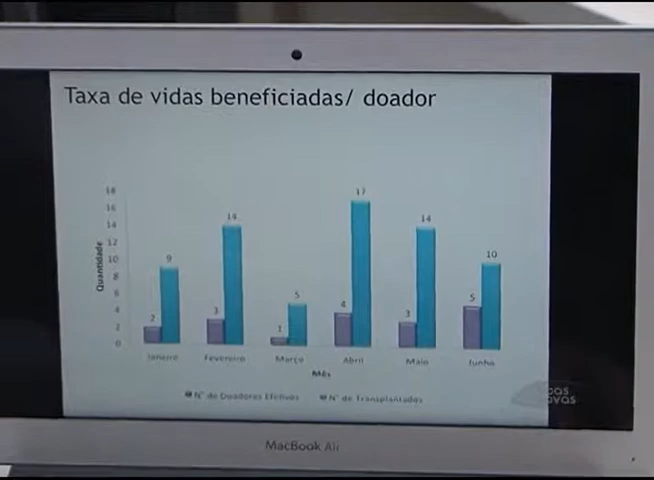 Taxa de vidas beneficiadas/ doador
Quantidade
18
16
14
12
10
8
6
4
2
0
2
9
3
14
1
5
4
17
3
14
5
10
Janeiro
Fevereiro
Março
Abril
Maio
Junho
Mês
N° de Doadores Efetivos
N° de Transplantados
MacBook Air